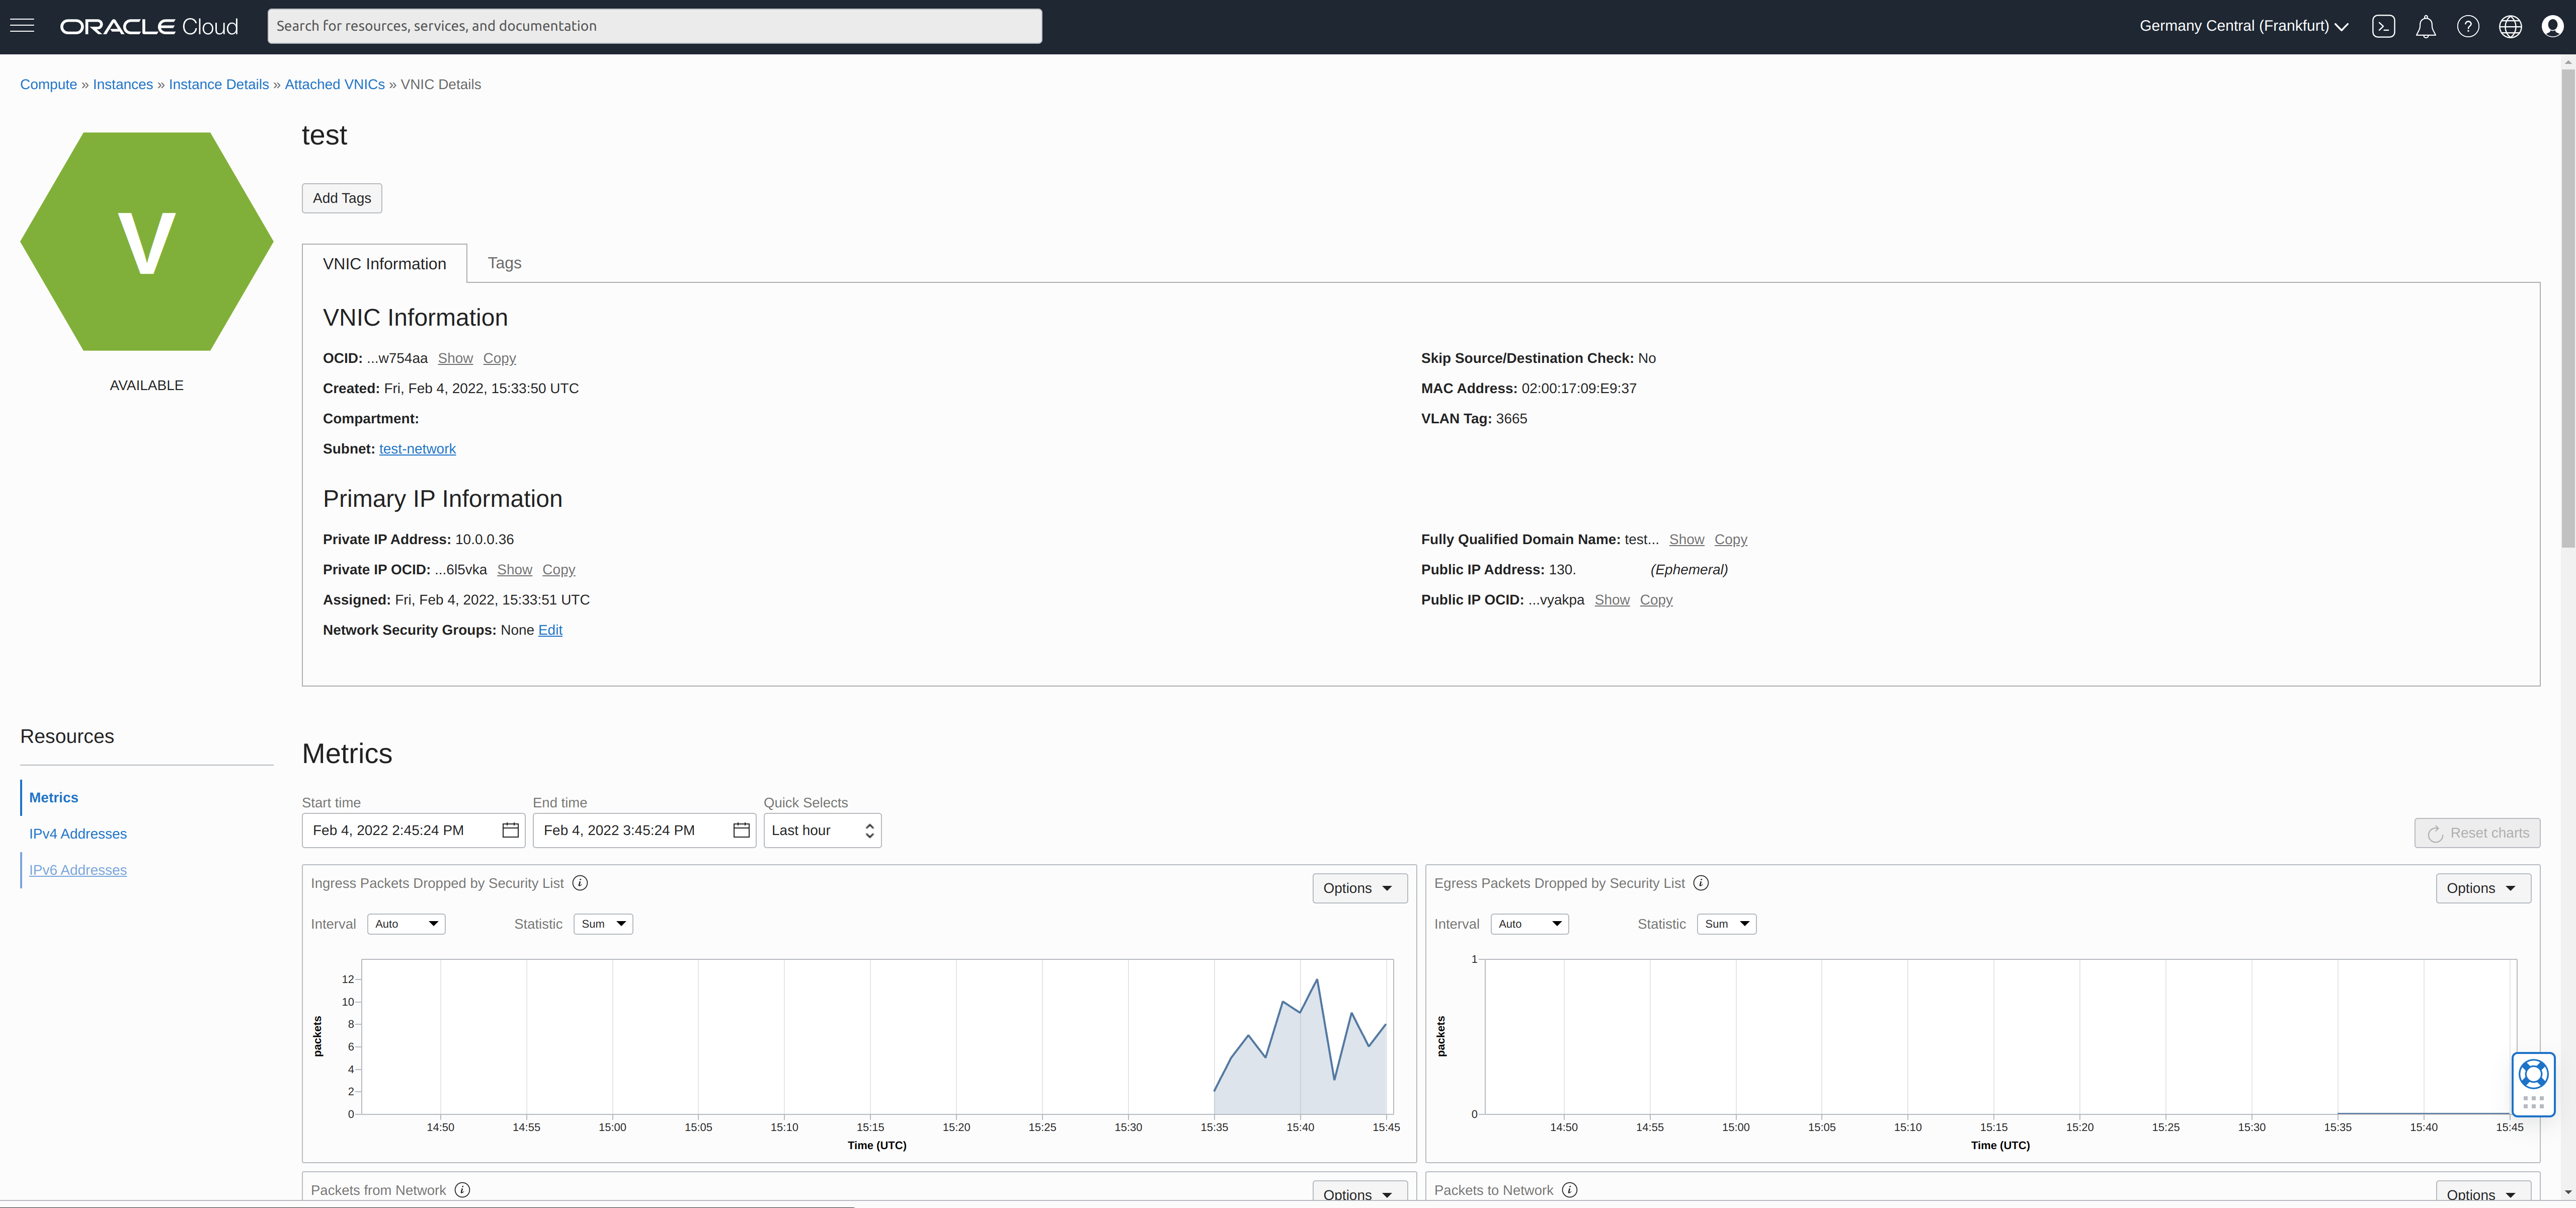 ORACLE Cloud
Search for resources, services, and documentation
Germany Central (Frankfurt)
Compute » Instances » Instance Details » Attached VNICs » VNIC Details
V
AVAILABLE
test
Add Tags
VNIC Information
Tags
VNIC Information
OCID: ...w754aa Show Copy
Created: Fri, Feb 4, 2022, 15:33:50 UTC
Compartment:
Subnet: test-network
Skip Source/Destination Check: No
MAC Address: 02:00:17:09:E9:37
VLAN Tag: 3665
Primary IP Information
Private IP Address: 10.0.0.36
Private IP OCID: ...6l5vka Show Copy
Assigned: Fri, Feb 4, 2022, 15:33:51 UTC
Network Security Groups: None Edit
Fully Qualified Domain Name: test... Show Copy
Public IP Address: 130. (Ephemeral)
Public IP OCID: ...vyakpa Show Copy
Resources
Metrics
IPv4 Addresses
IPv6 Addresses
Metrics
Start time
Feb 4, 2022 2:45:24 PM
End time
Feb 4, 2022 3:45:24 PM
Quick Selects
Last hour
Reset charts
Ingress Packets Dropped by Security List
Options
Interval Auto Statistic Sum
packets
12
10
8
6
4
2
0
14:50 14:55 15:00 15:05 15:10 15:15 15:20 15:25 15:30 15:35 15:40 15:45
Time (UTC)
Egress Packets Dropped by Security List
Options
Interval Auto Statistic Sum
packets
1
0
14:50 14:55 15:00 15:05 15:10 15:15 15:20 15:25 15:30 15:35 15:40 15:45
Time (UTC)
Packets from Network
Options
Packets to Network
Options